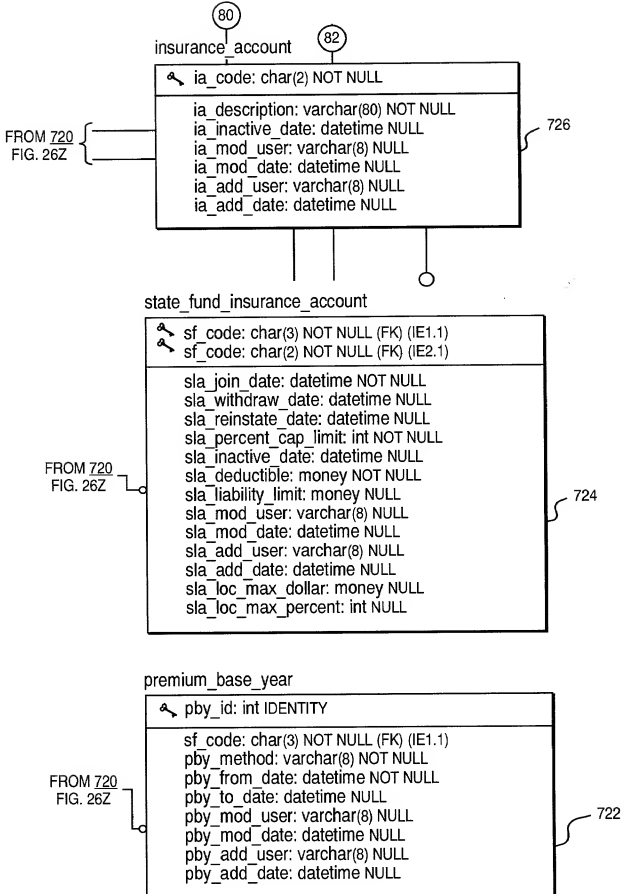 80
82
insurance_account
ia_code: char(2) NOT NULL
ia_description: varchar(80) NOT NULL
ia_inactive_date: datetime NULL
ia_mod_user: varchar(8) NULL
ia_mod_date: datetime NULL
ia_add_user: varchar(8) NULL
ia_add_date: datetime NULL
FROM 720
FIG. 26Z
726
state_fund_insurance_account
sf_code: char(3) NOT NULL (FK) (IE1.1)
sf_code: char(2) NOT NULL (FK) (IE2.1)
sla_join_date: datetime NOT NULL
sla_withdraw_date: datetime NULL
sla_reinstate_date: datetime NULL
sla_percent_cap_limit: int NOT NULL
sla_inactive_date: datetime NULL
sla_deductible: money NOT NULL
sla_liability_limit: money NULL
sla_mod_user: varchar(8) NULL
sla_mod_date: datetime NULL
sla_add_user: varchar(8) NULL
sla_add_date: datetime NULL
sla_loc_max_dollar: money NULL
sla_loc_max_percent: int NULL
FROM 720
FIG. 26Z
724
premium_base_year
pby_id: int IDENTITY
sf_code: char(3) NOT NULL (FK) (IE1.1)
pby_method: varchar(8) NOT NULL
pby_from_date: datetime NOT NULL
pby_to_date: datetime NULL
pby_mod_user: varchar(8) NULL
pby_mod_date: datetime NULL
pby_add_user: varchar(8) NULL
pby_add_date: datetime NULL
FROM 720
FIG. 26Z
722